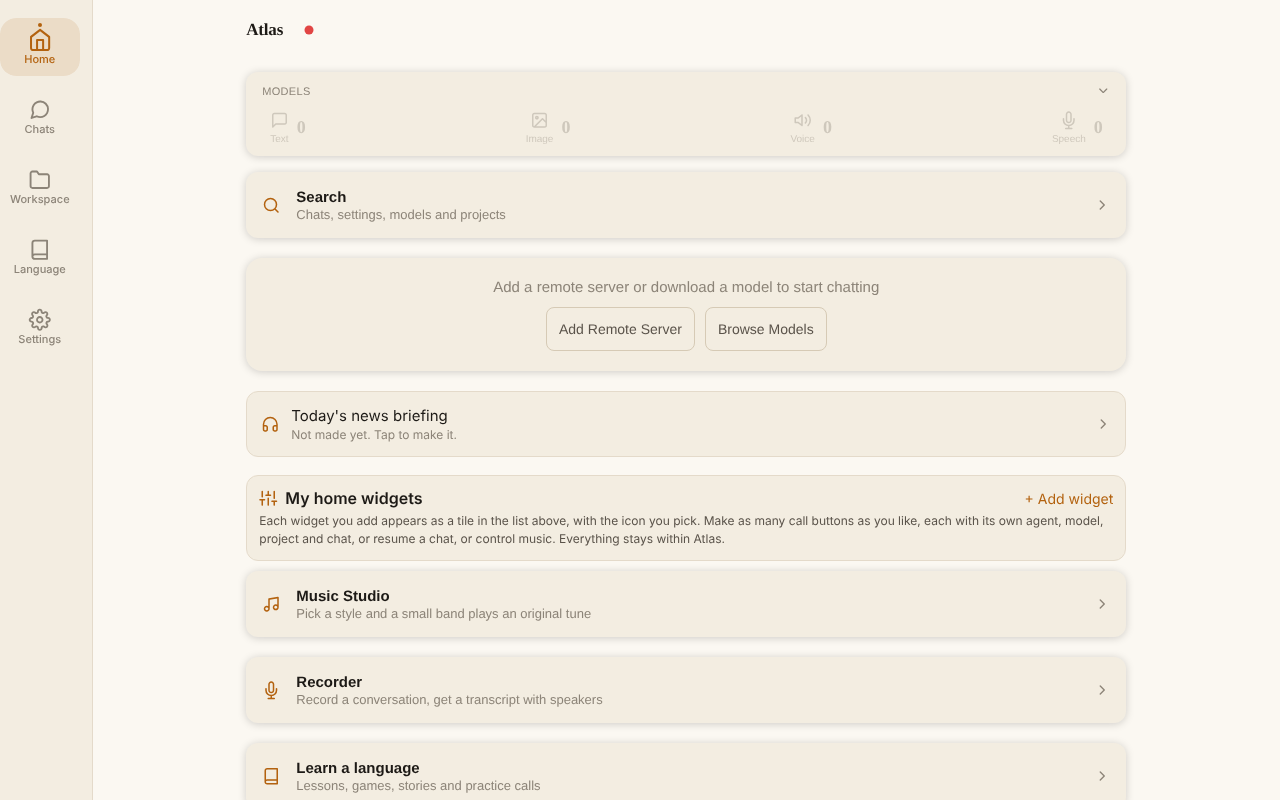 Atlas
Home
Chats
Workspace
Language
Settings
MODELS
Text 0
Image 0
Voice 0
Speech 0
Search
Chats, settings, models and projects
Add a remote server or download a model to start chatting
Add Remote Server
Browse Models
Today's news briefing
Not made yet. Tap to make it.
My home widgets
+ Add widget
Each widget you add appears as a tile in the list above, with the icon you pick. Make as many call buttons as you like, each with its own agent, model,
project and chat, or resume a chat, or control music. Everything stays within Atlas.
Music Studio
Pick a style and a small band plays an original tune
Recorder
Record a conversation, get a transcript with speakers
Learn a language
Lessons, games, stories and practice calls